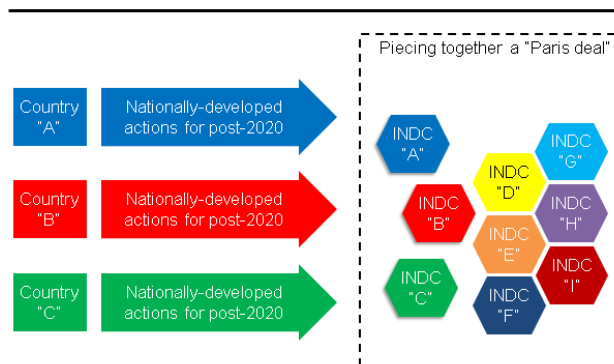 Piecing together a "Paris deal"
Country
"A"
Nationally-developed
actions for post-2020
Country
"B"
Nationally-developed
actions for post-2020
Country
"C"
Nationally-developed
actions for post-2020
INDC
"A"
INDC
"B"
INDC
"C"
INDC
"D"
INDC
"E"
INDC
"F"
INDC
"G"
INDC
"H"
INDC
"I"